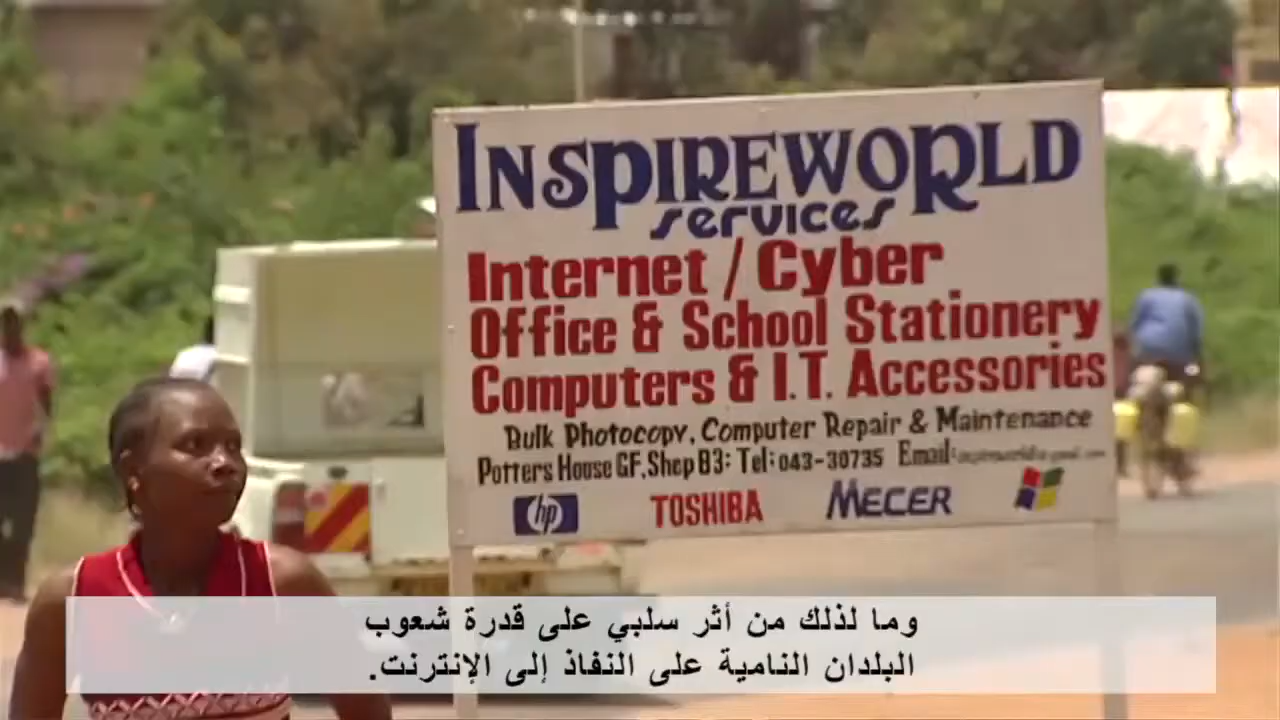 INSPIREWORLD
services
Internet / Cyber
Office & School Stationery
Computers & I.T. Accessories
Bulk Photocopy, Computer Repair & Maintenance
Potters House GF, Shop B3: Tel: 043-30735 Email:
hp TOSHIBA MECER
وما لذلك من أثر سلبي على قدرة شعوب
البلدان النامية على النفاذ إلى الإنترنت.